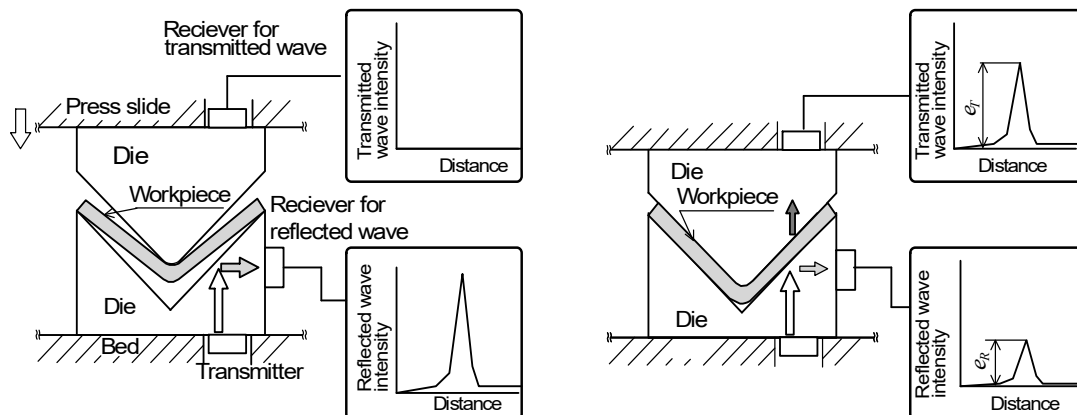 Reciever for
transmitted wave
Press slide
Die
Workpiece
Reciever for
reflected wave
Die
Bed
Transmitter
Transmitted
wave intensity
Distance
Reflected wave
intensity
Distance
Die
Workpiece
Die
Transmitted
wave intensity
e_T
Distance
Reflected wave
intensity
e_R
Distance